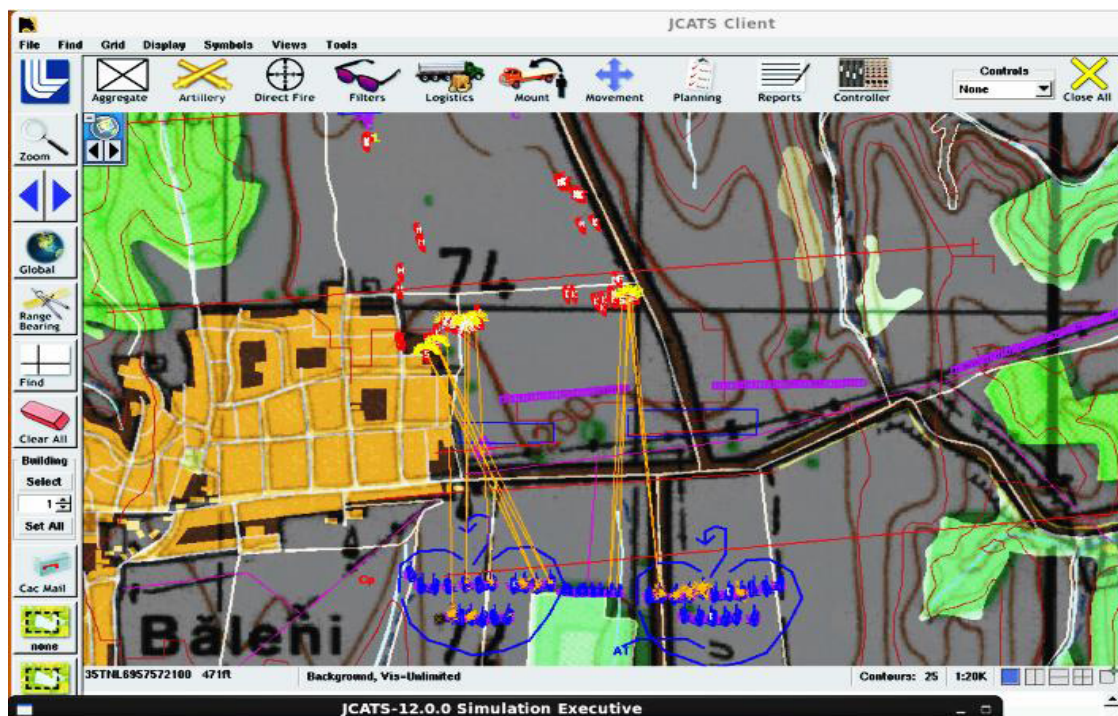 JCATS Client
File Find Grid Display Symbols Views Tools
Aggregate Artillery Direct Fire Filters Logistics Mount Movement Planning Reports Controller
Controls
None
Close All
Zoom
Global
Range
Bearing
Find
Clear All
Building
Select
1
Set All
Cac Mail
none
74
200
Cp
Băleni
AT
35TNL6957572100 471ft Background, Vis-Unlimited Contours: 25 1:20K
JCATS-12.0.0 Simulation Executive